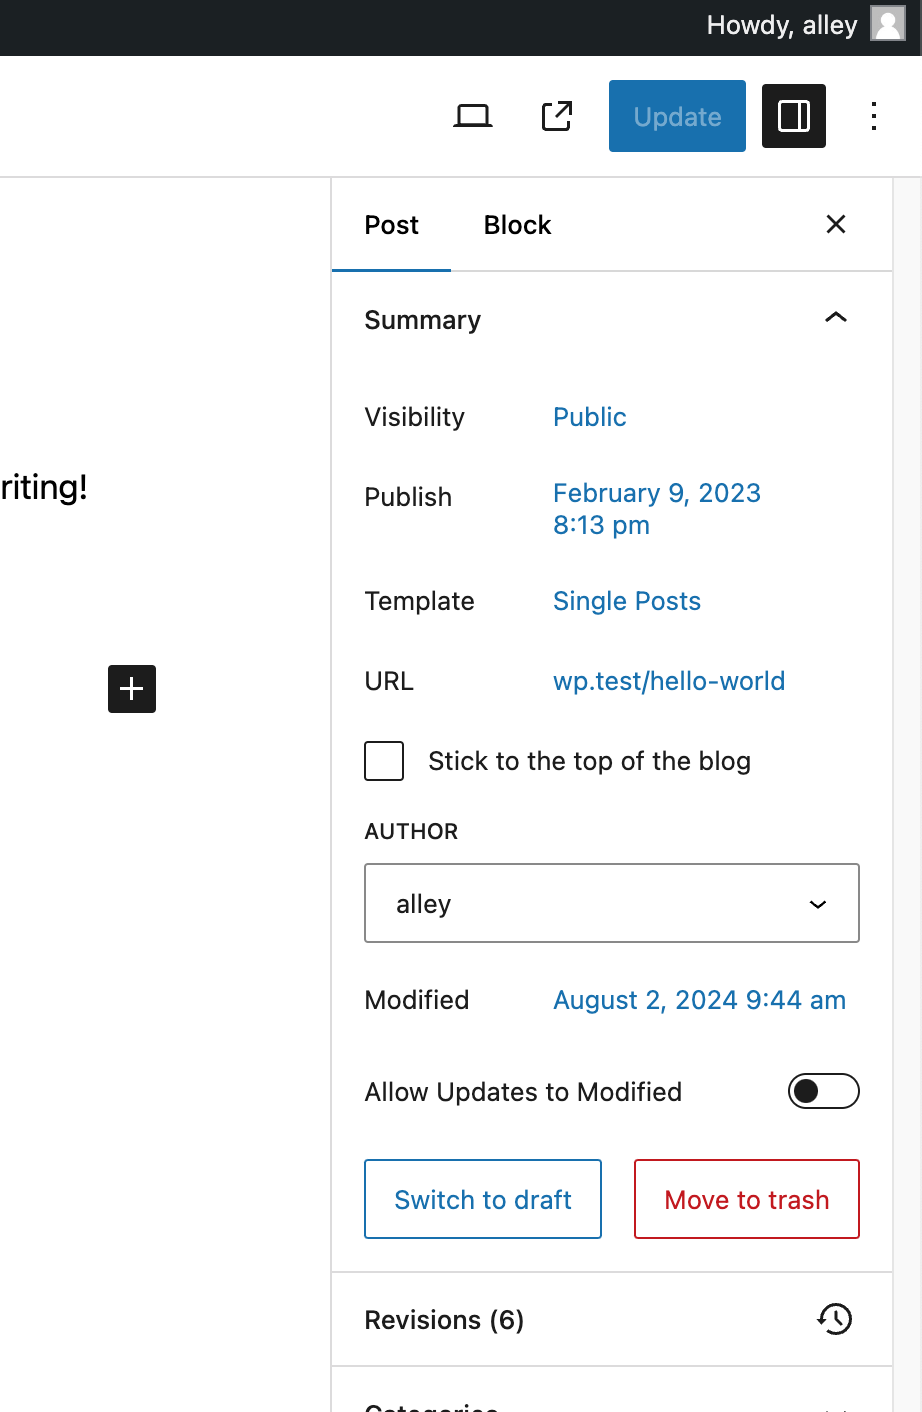 Howdy, alley
Update
Post Block
Summary
Visibility Public
riting!
Publish February 9, 2023
8:13 pm
Template Single Posts
URL wp.test/hello-world
Stick to the top of the blog
AUTHOR
alley
Modified August 2, 2024 9:44 am
Allow Updates to Modified
Switch to draft Move to trash
Revisions (6)
Categories